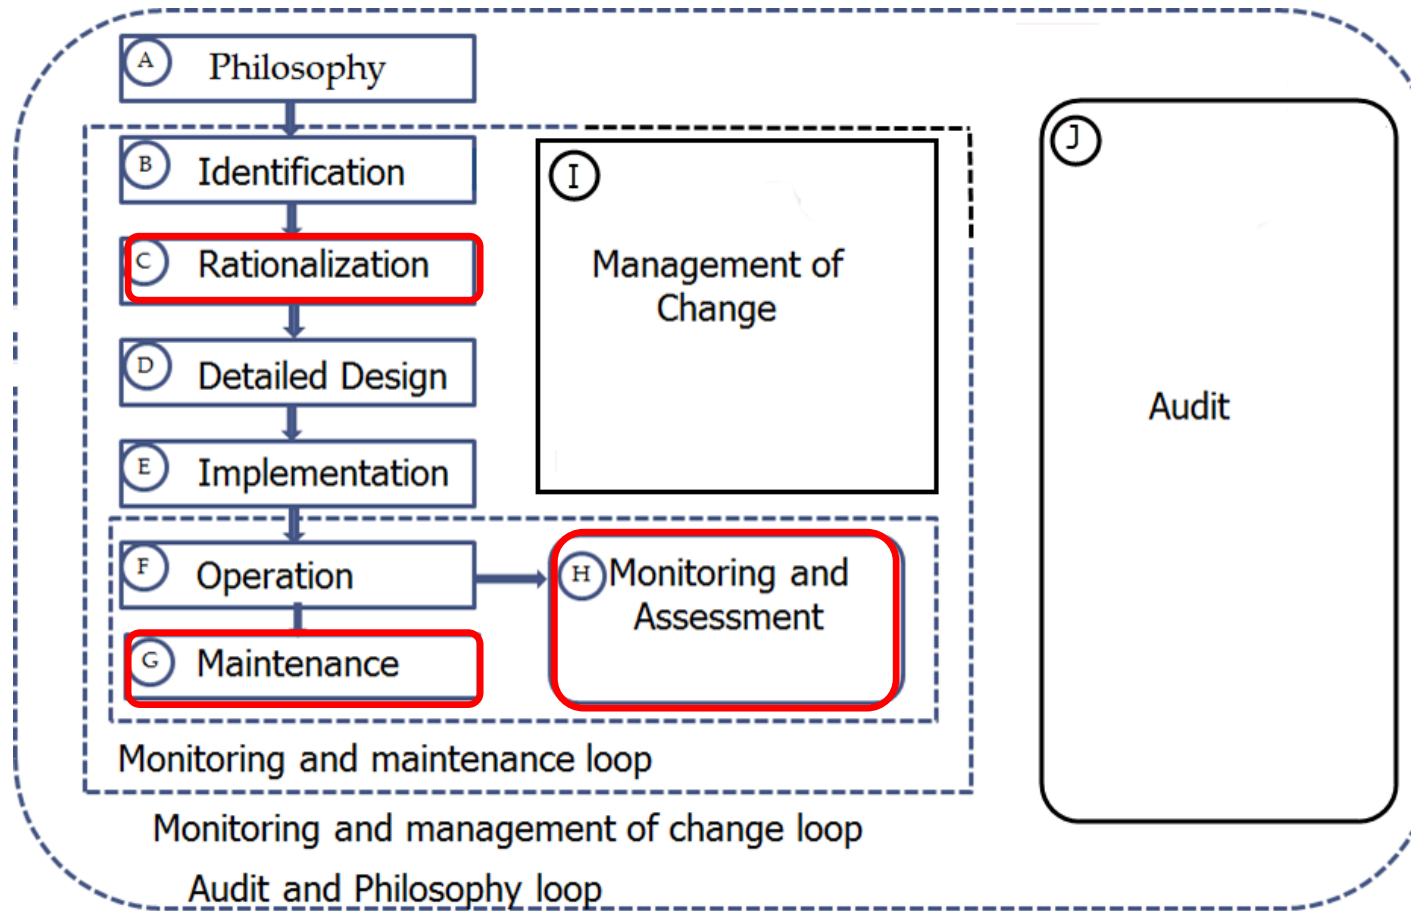 A Philosophy
B Identification
C Rationalization
D Detailed Design
E Implementation
F Operation
G Maintenance
H Monitoring and
Assessment
I
Management of
Change
J
Audit
Monitoring and maintenance loop
Monitoring and management of change loop
Audit and Philosophy loop